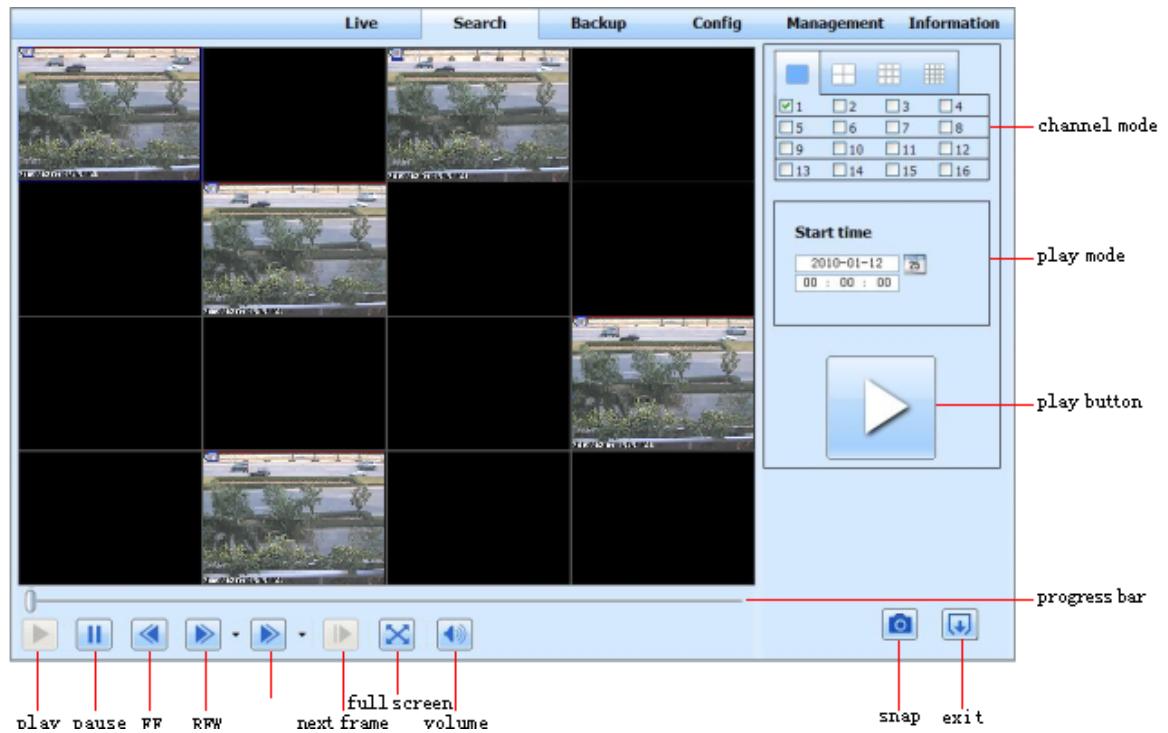 Live Search Backup Config Management Information
1 2 3 4
channel mode
5 6 7 8
9 10 11 12
13 14 15 16
Start time
play mode
2010-01-12 25
00 : 00 : 00
play button
progress bar
full screen
play pause FF RFW next frame volume snap exit